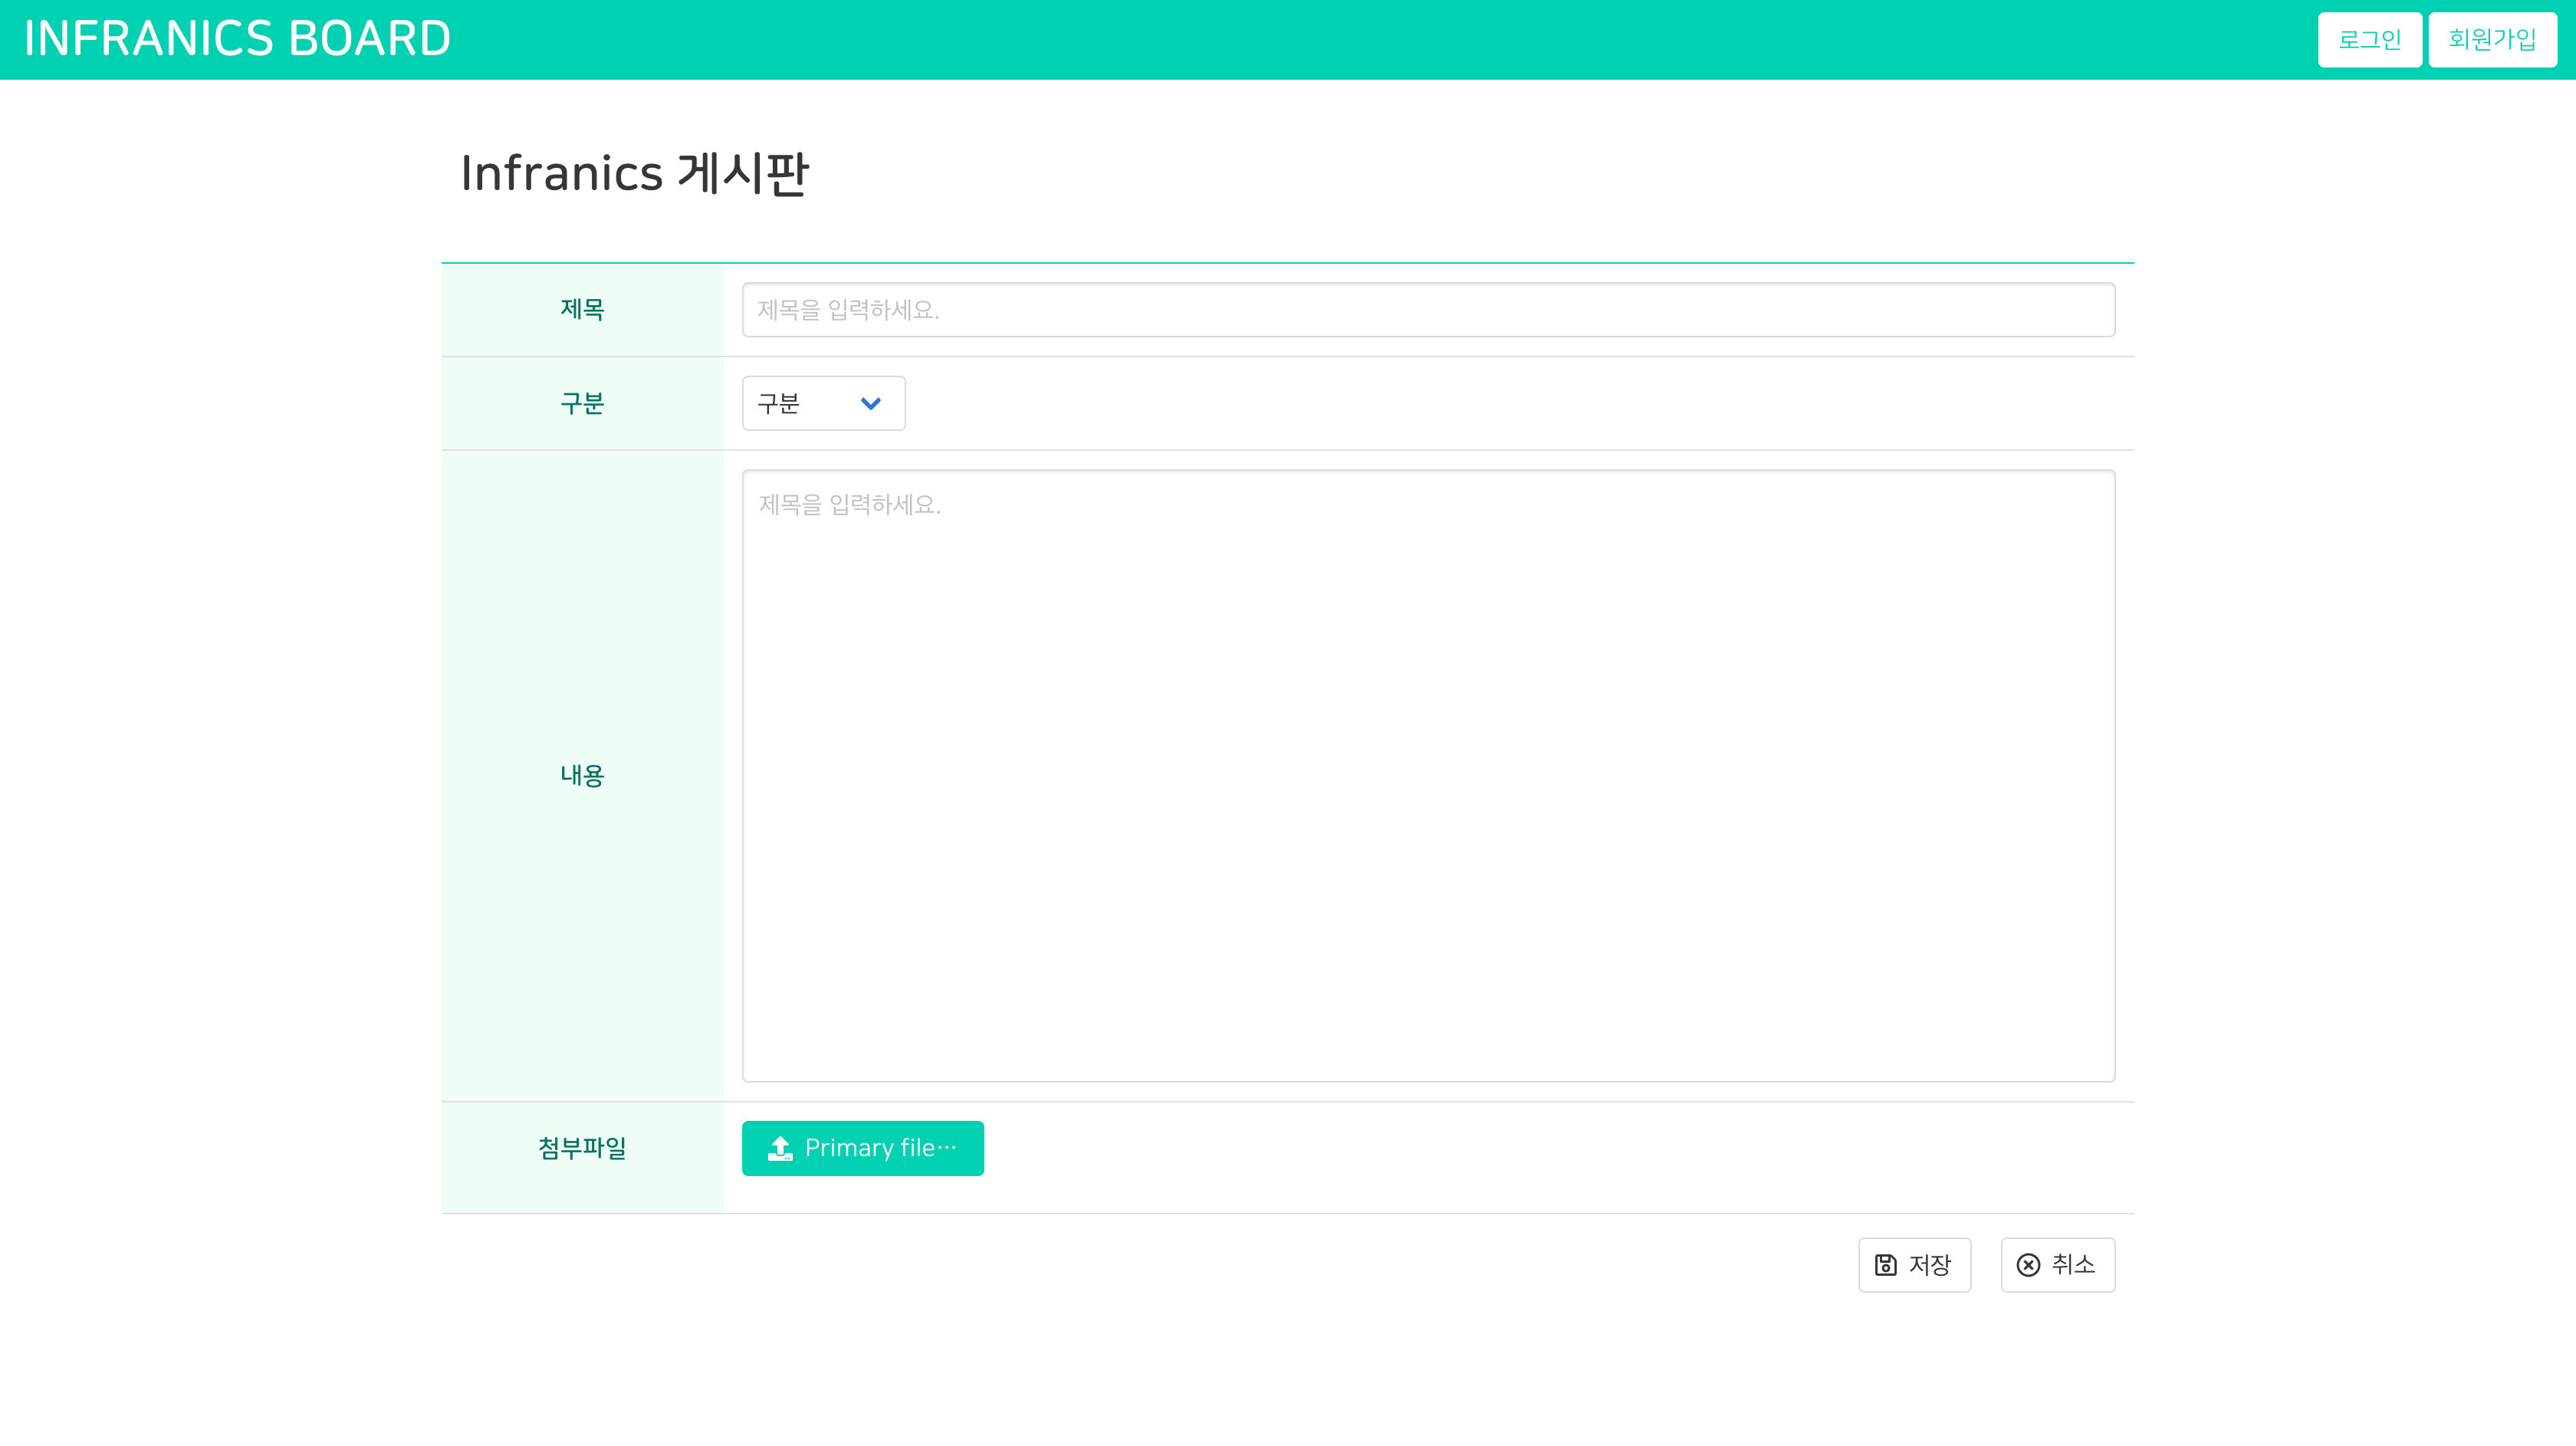 INFRANICS BOARD
로그인
회원가입
Infranics 게시판
제목
제목을 입력하세요.
구분
구분
내용
제목을 입력하세요.
첨부파일
Primary file…
저장
취소